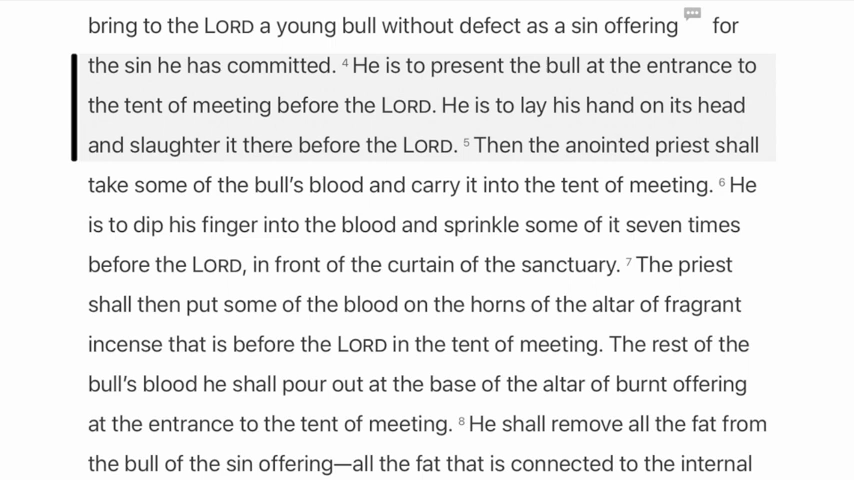 bring to the LORD a young bull without defect as a sin offering for
the sin he has committed. 4 He is to present the bull at the entrance to
the tent of meeting before the LORD. He is to lay his hand on its head
and slaughter it there before the LORD. 5 Then the anointed priest shall
take some of the bull’s blood and carry it into the tent of meeting. 6 He
is to dip his finger into the blood and sprinkle some of it seven times
before the LORD, in front of the curtain of the sanctuary. 7 The priest
shall then put some of the blood on the horns of the altar of fragrant
incense that is before the LORD in the tent of meeting. The rest of the
bull’s blood he shall pour out at the base of the altar of burnt offering
at the entrance to the tent of meeting. 8 He shall remove all the fat from
the bull of the sin offering—all the fat that is connected to the internal